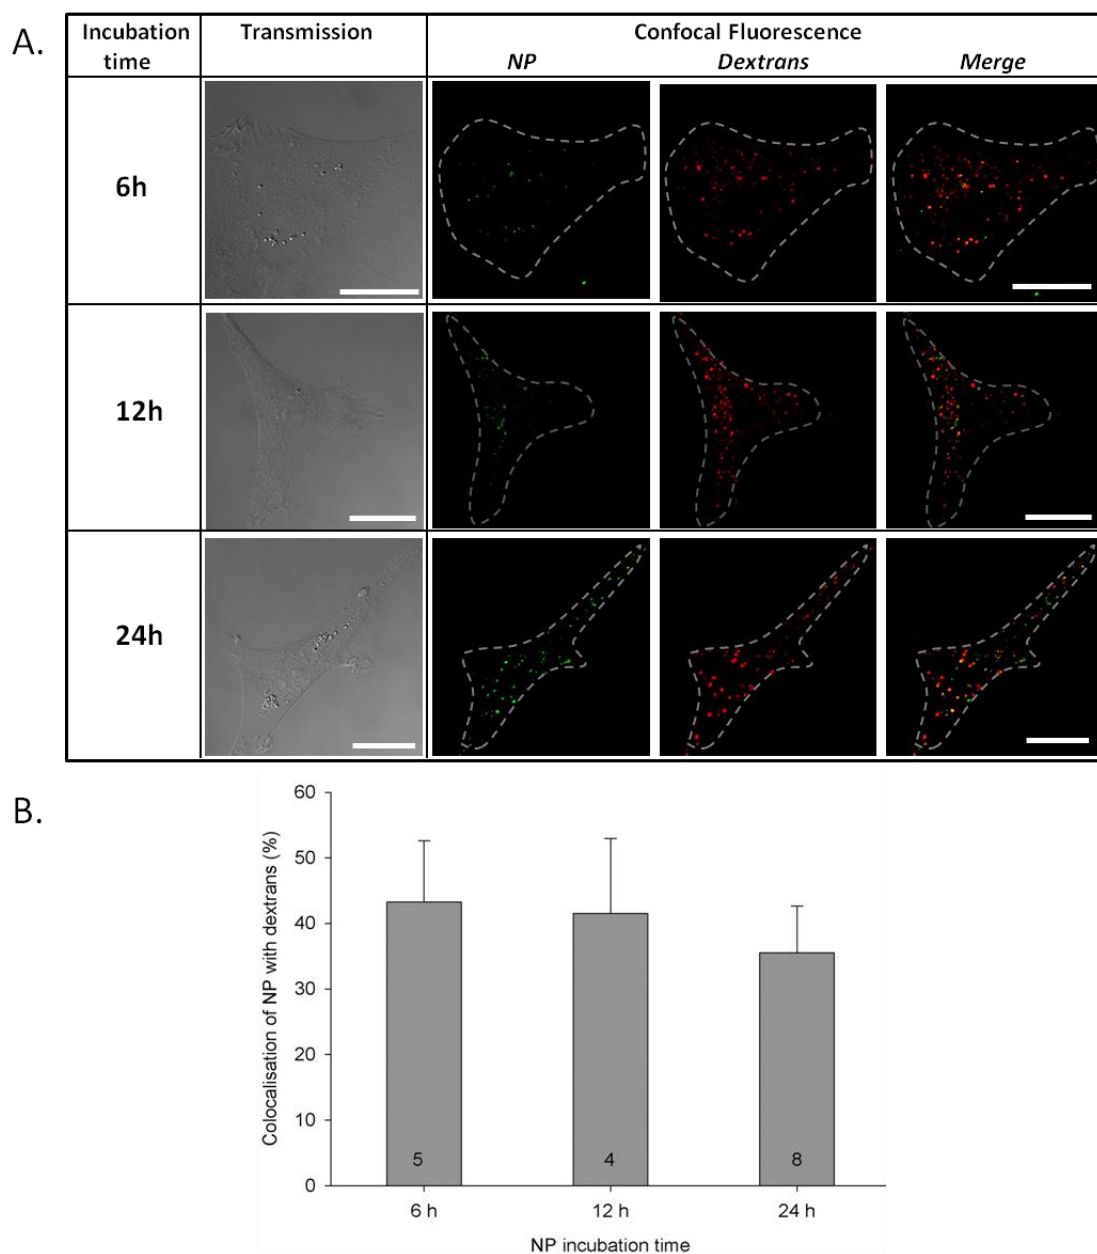 A.
Incubation time
Transmission
Confocal Fluorescence
NP
Dextrans
Merge
6h
12h
24h
B.
Colocalisation of NP with dextrans (%)
60
50
40
30
20
10
0
5
4
8
6 h
12 h
24 h
NP incubation time